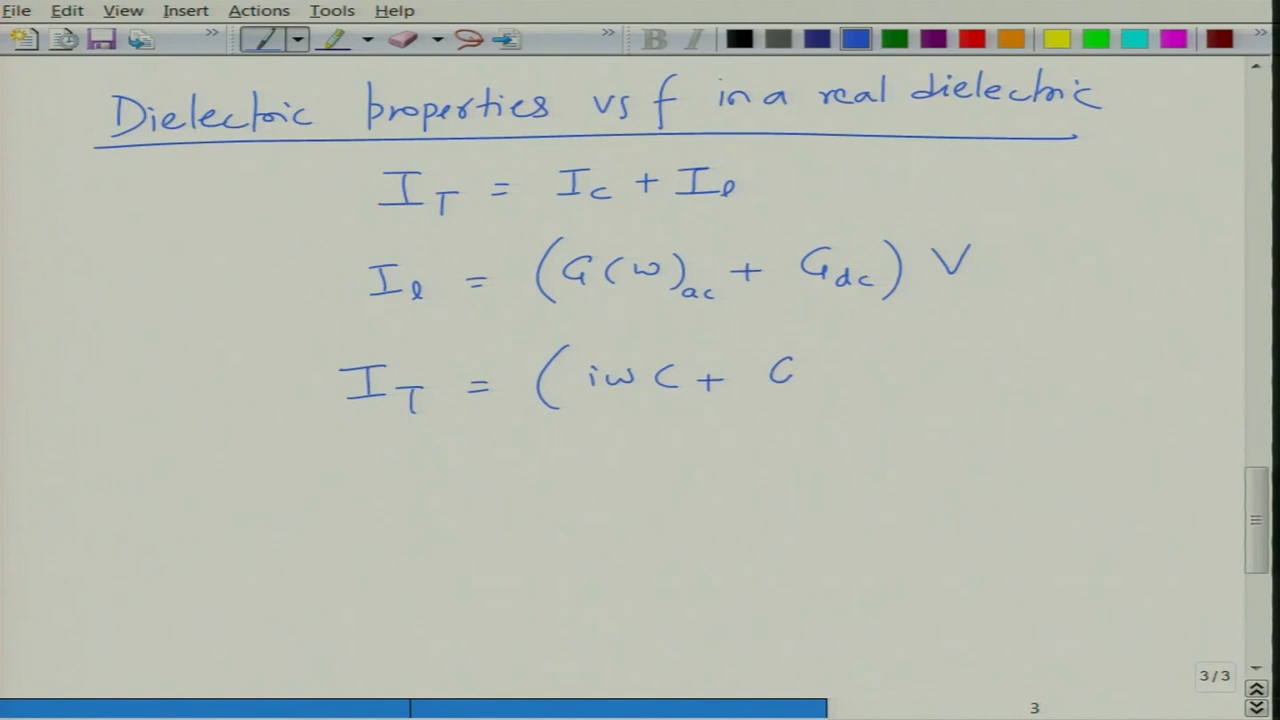 File Edit View Insert Actions Tools Help
B I
Dielectric properties vs f in a real dielectric
I_T = I_c + I_l
I_l = (G(ω)_ac + G_dc) V
I_T = (iωC + C
3/3
3